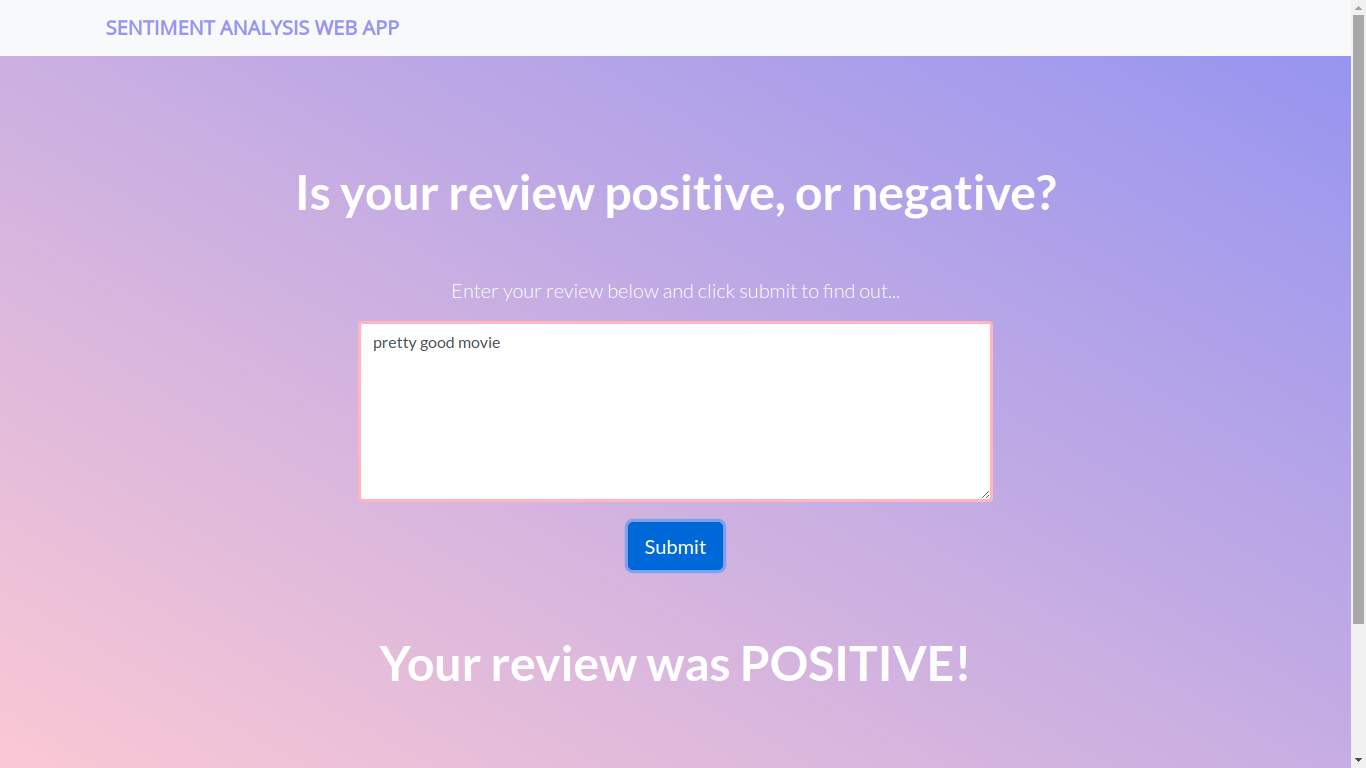 SENTIMENT ANALYSIS WEB APP
Is your review positive, or negative?
Enter your review below and click submit to find out...
pretty good movie
Submit
Your review was POSITIVE!